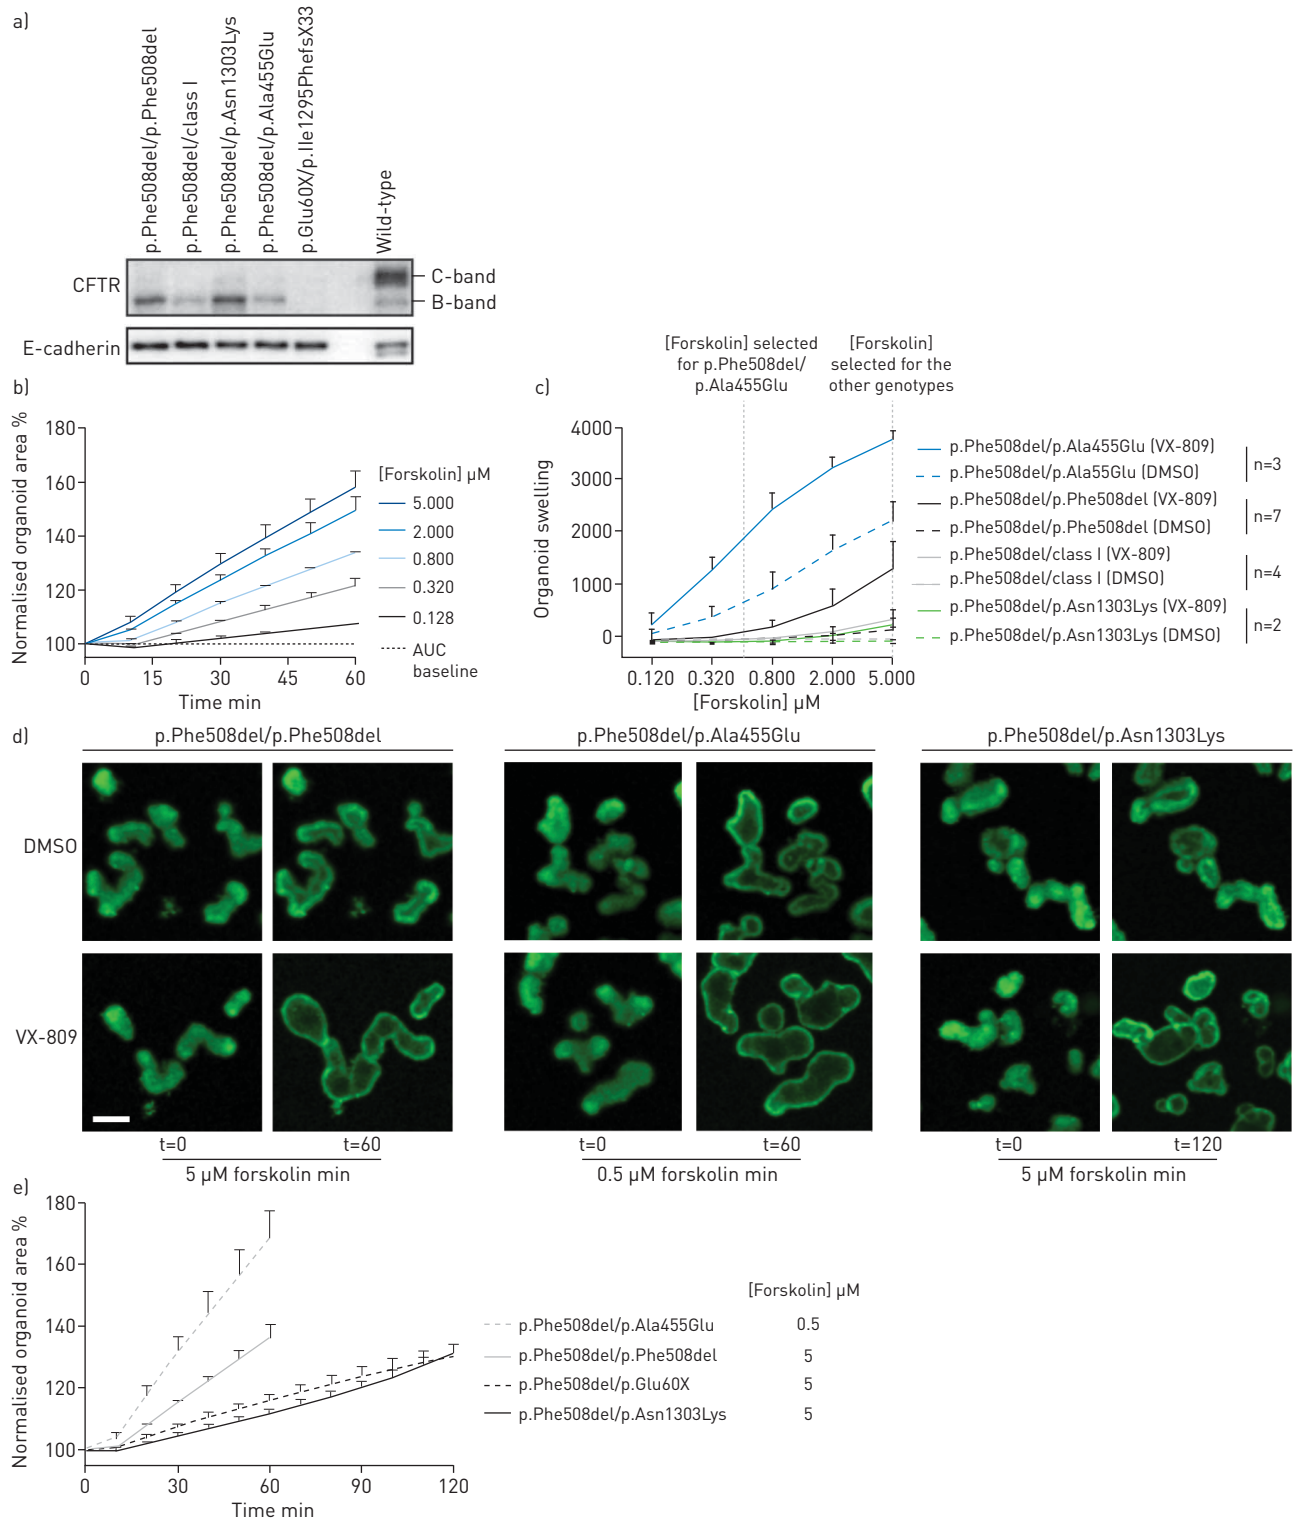 a)
p.Phe508del/p.Phe508del
p.Phe508del/class I
p.Phe508del/p.Asn1303Lys
p.Phe508del/p.Ala455Glu
p.Glu60X/p.Ile1295PhefsX33
Wild-type
CFTR
C-band
B-band
E-cadherin
b)
Normalised organoid area %
180
160
140
120
100
0
15
30
45
60
Time min
[Forskolin] µM
5.000
2.000
0.800
0.320
0.128
AUC
baseline
c)
[Forskolin] selected
for p.Phe508del/
p.Ala455Glu
[Forskolin]
selected for the
other genotypes
Organoid swelling
4000
3000
2000
1000
0
0.120
0.320
0.800
2.000
5.000
[Forskolin] µM
p.Phe508del/p.Ala455Glu (VX-809)
p.Phe508del/p.Ala55Glu (DMSO)
n=3
p.Phe508del/p.Phe508del (VX-809)
p.Phe508del/p.Phe508del (DMSO)
n=7
p.Phe508del/class I (VX-809)
p.Phe508del/class I (DMSO)
n=4
p.Phe508del/p.Asn1303Lys (VX-809)
p.Phe508del/p.Asn1303Lys (DMSO)
n=2
d)
p.Phe508del/p.Phe508del
p.Phe508del/p.Ala455Glu
p.Phe508del/p.Asn1303Lys
DMSO
VX-809
t=0
t=60
5 µM forskolin min
t=0
t=60
0.5 µM forskolin min
t=0
t=120
5 µM forskolin min
e)
Normalised organoid area %
180
160
140
120
100
0
30
60
90
120
Time min
[Forskolin] µM
p.Phe508del/p.Ala455Glu 0.5
p.Phe508del/p.Phe508del 5
p.Phe508del/p.Glu60X 5
p.Phe508del/p.Asn1303Lys 5